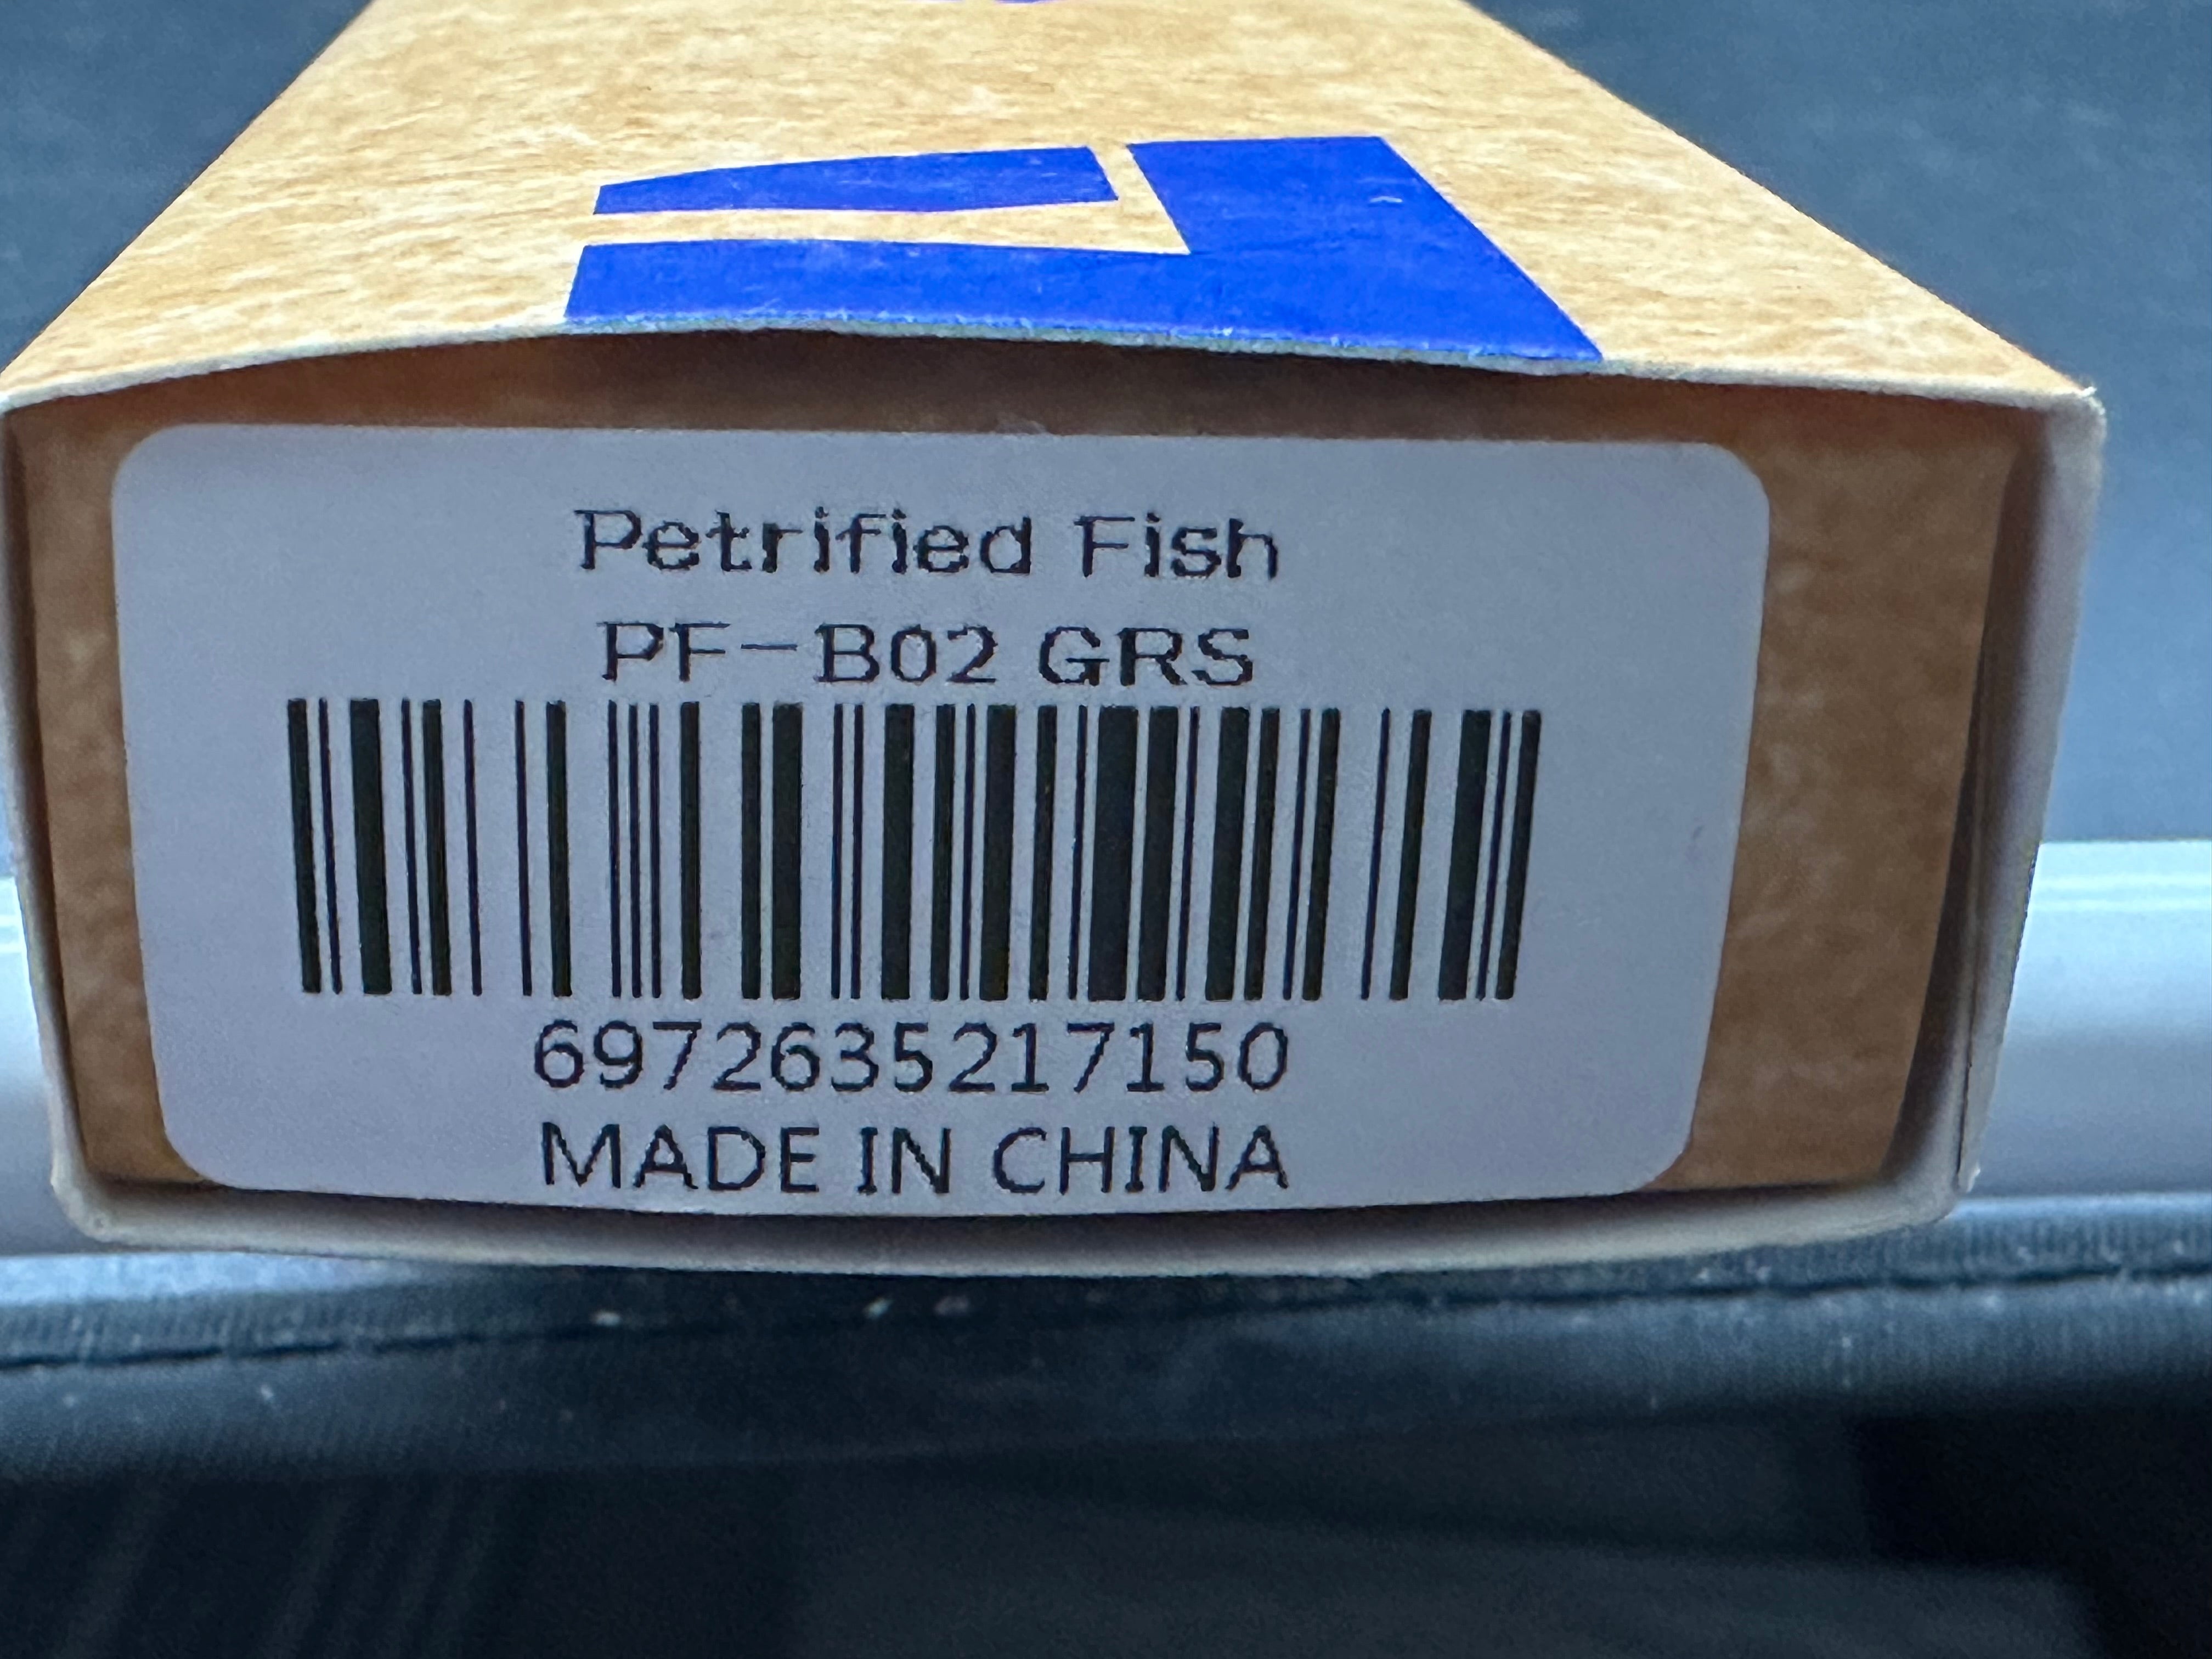 Petrified Fish
PF-B02 GRS
6972635217150
MADE IN CHINA